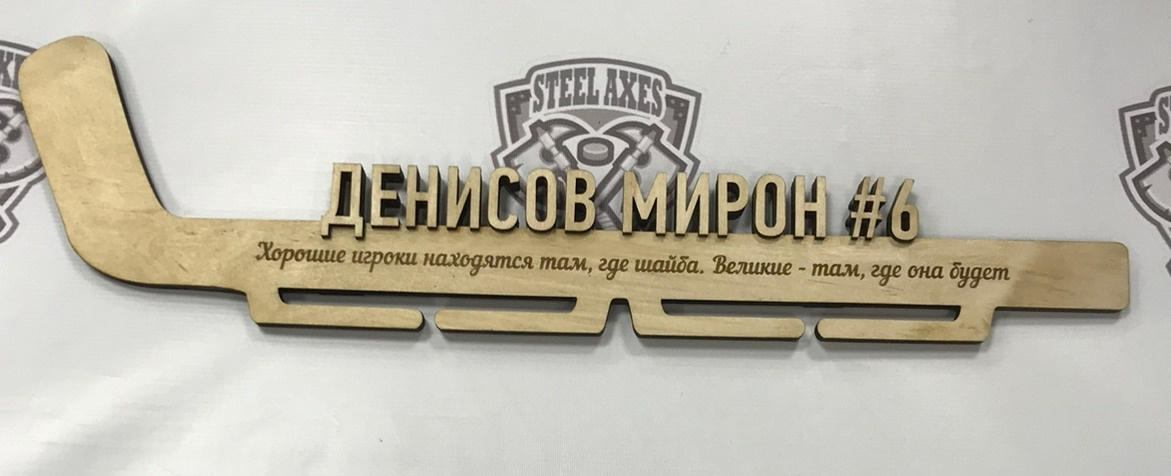 STEEL AXES
ДЕНИСОВ МИРОН #6
Хорошие игроки находятся там, где шайба. Великие - там, где она будет